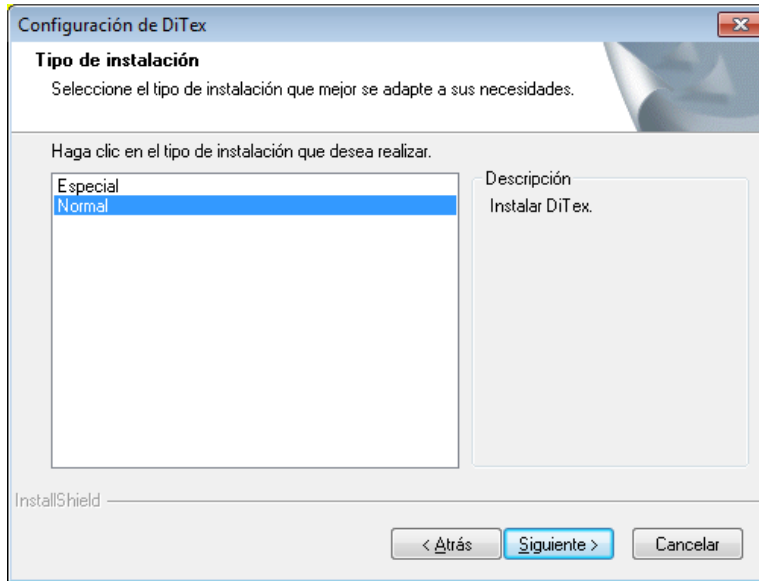 Configuración de DiTex
Tipo de instalación
Seleccione el tipo de instalación que mejor se adapte a sus necesidades.
Haga clic en el tipo de instalación que desea realizar.
Especial
Normal
Descripción
Instalar DiTex.
InstallShield
< Atrás
Siguiente >
Cancelar